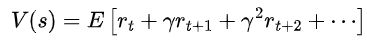 V(s) = E [r_t + γr_{t+1} + γ^2 r_{t+2} + ⋯]